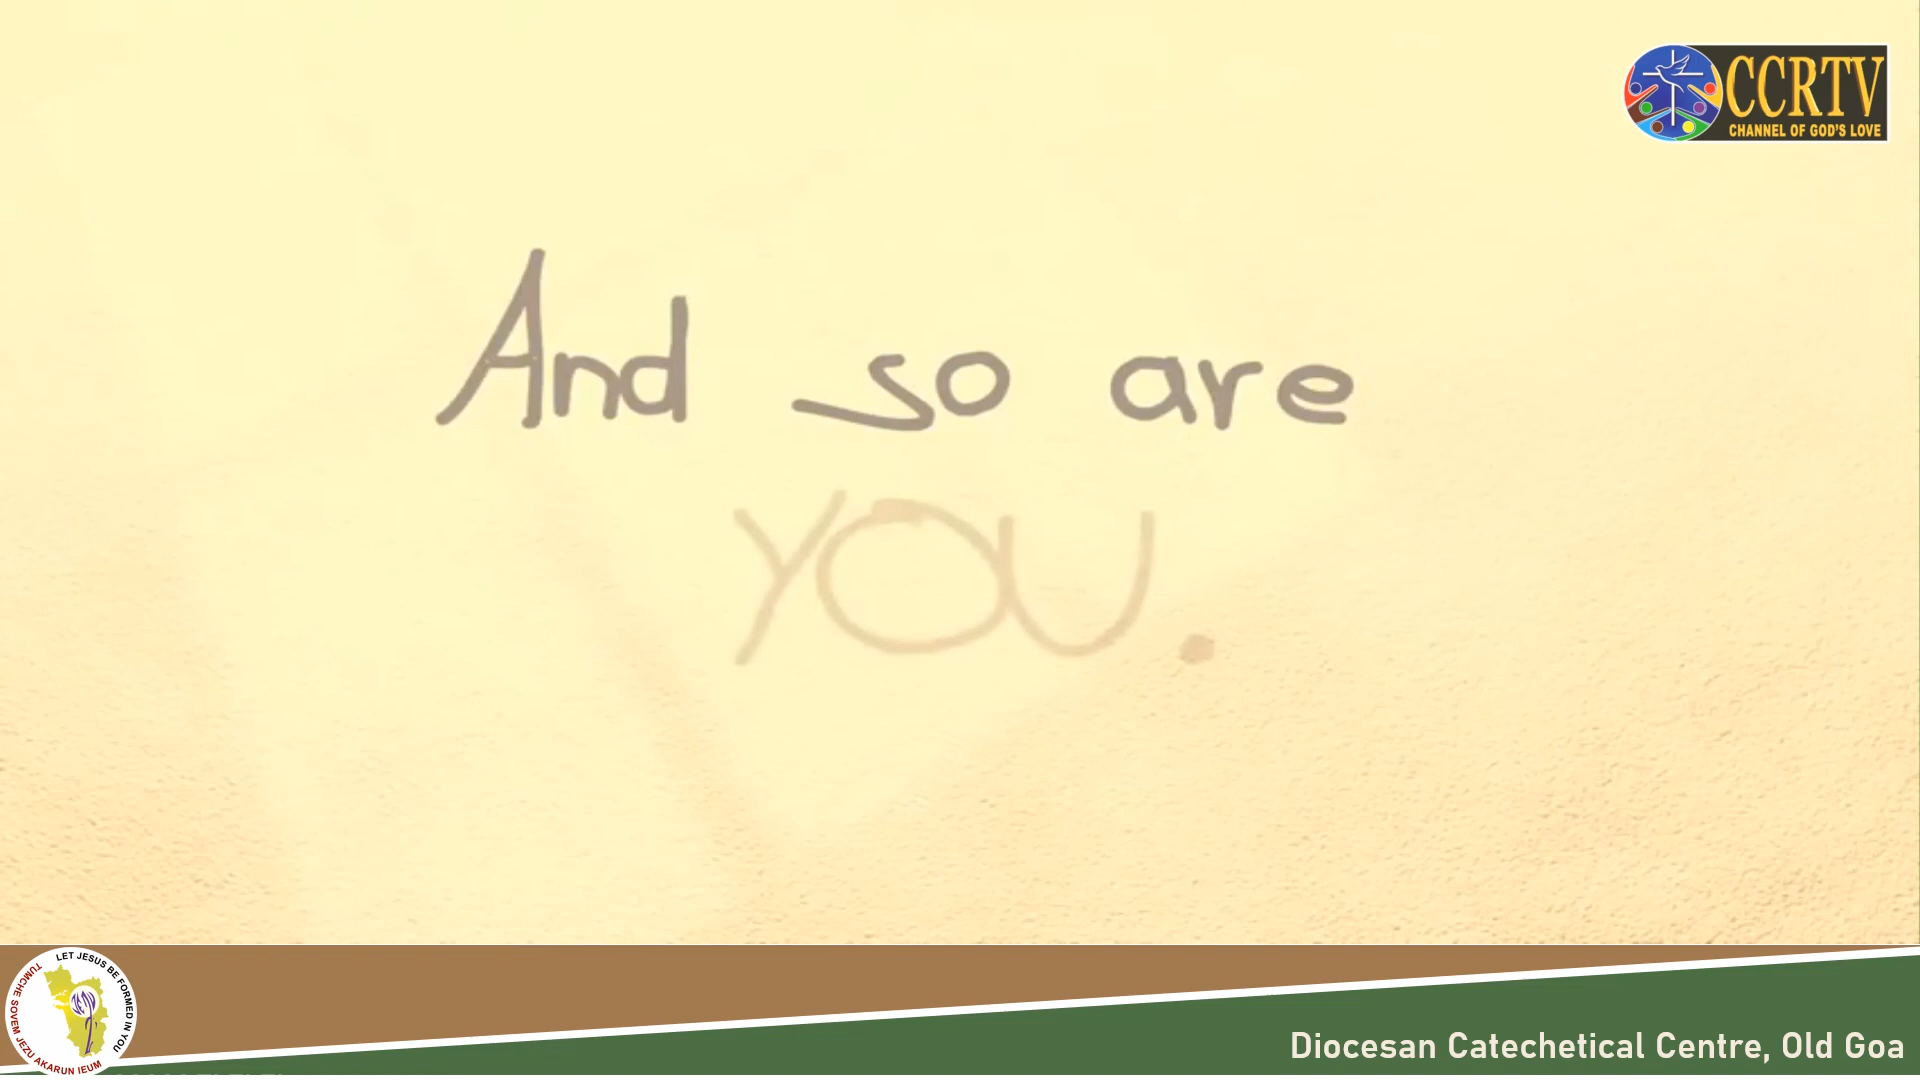 CCRTV
CHANNEL OF GOD'S LOVE
And so are
YOU.
LET JESUS BE FORMED IN YOU
TUMCHE SOVEM JEZU AKARUN IEUM
Diocesan Catechetical Centre, Old Goa